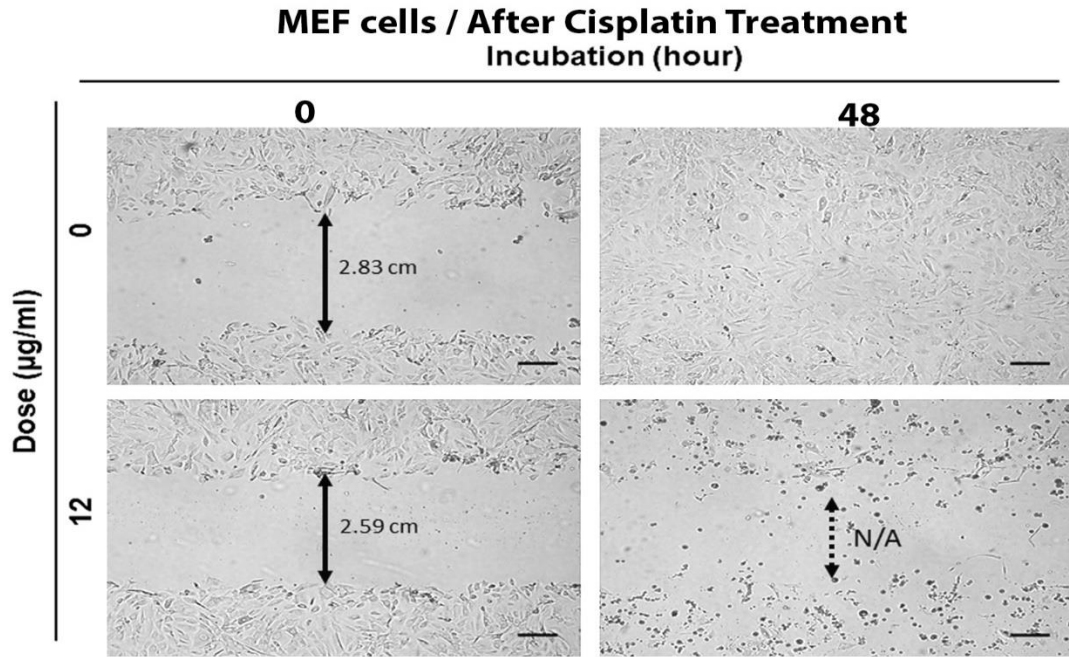 MEF cells / After Cisplatin Treatment
Incubation (hour)
0
48
Dose (µg/ml)
0
2.83 cm
12
2.59 cm
N/A